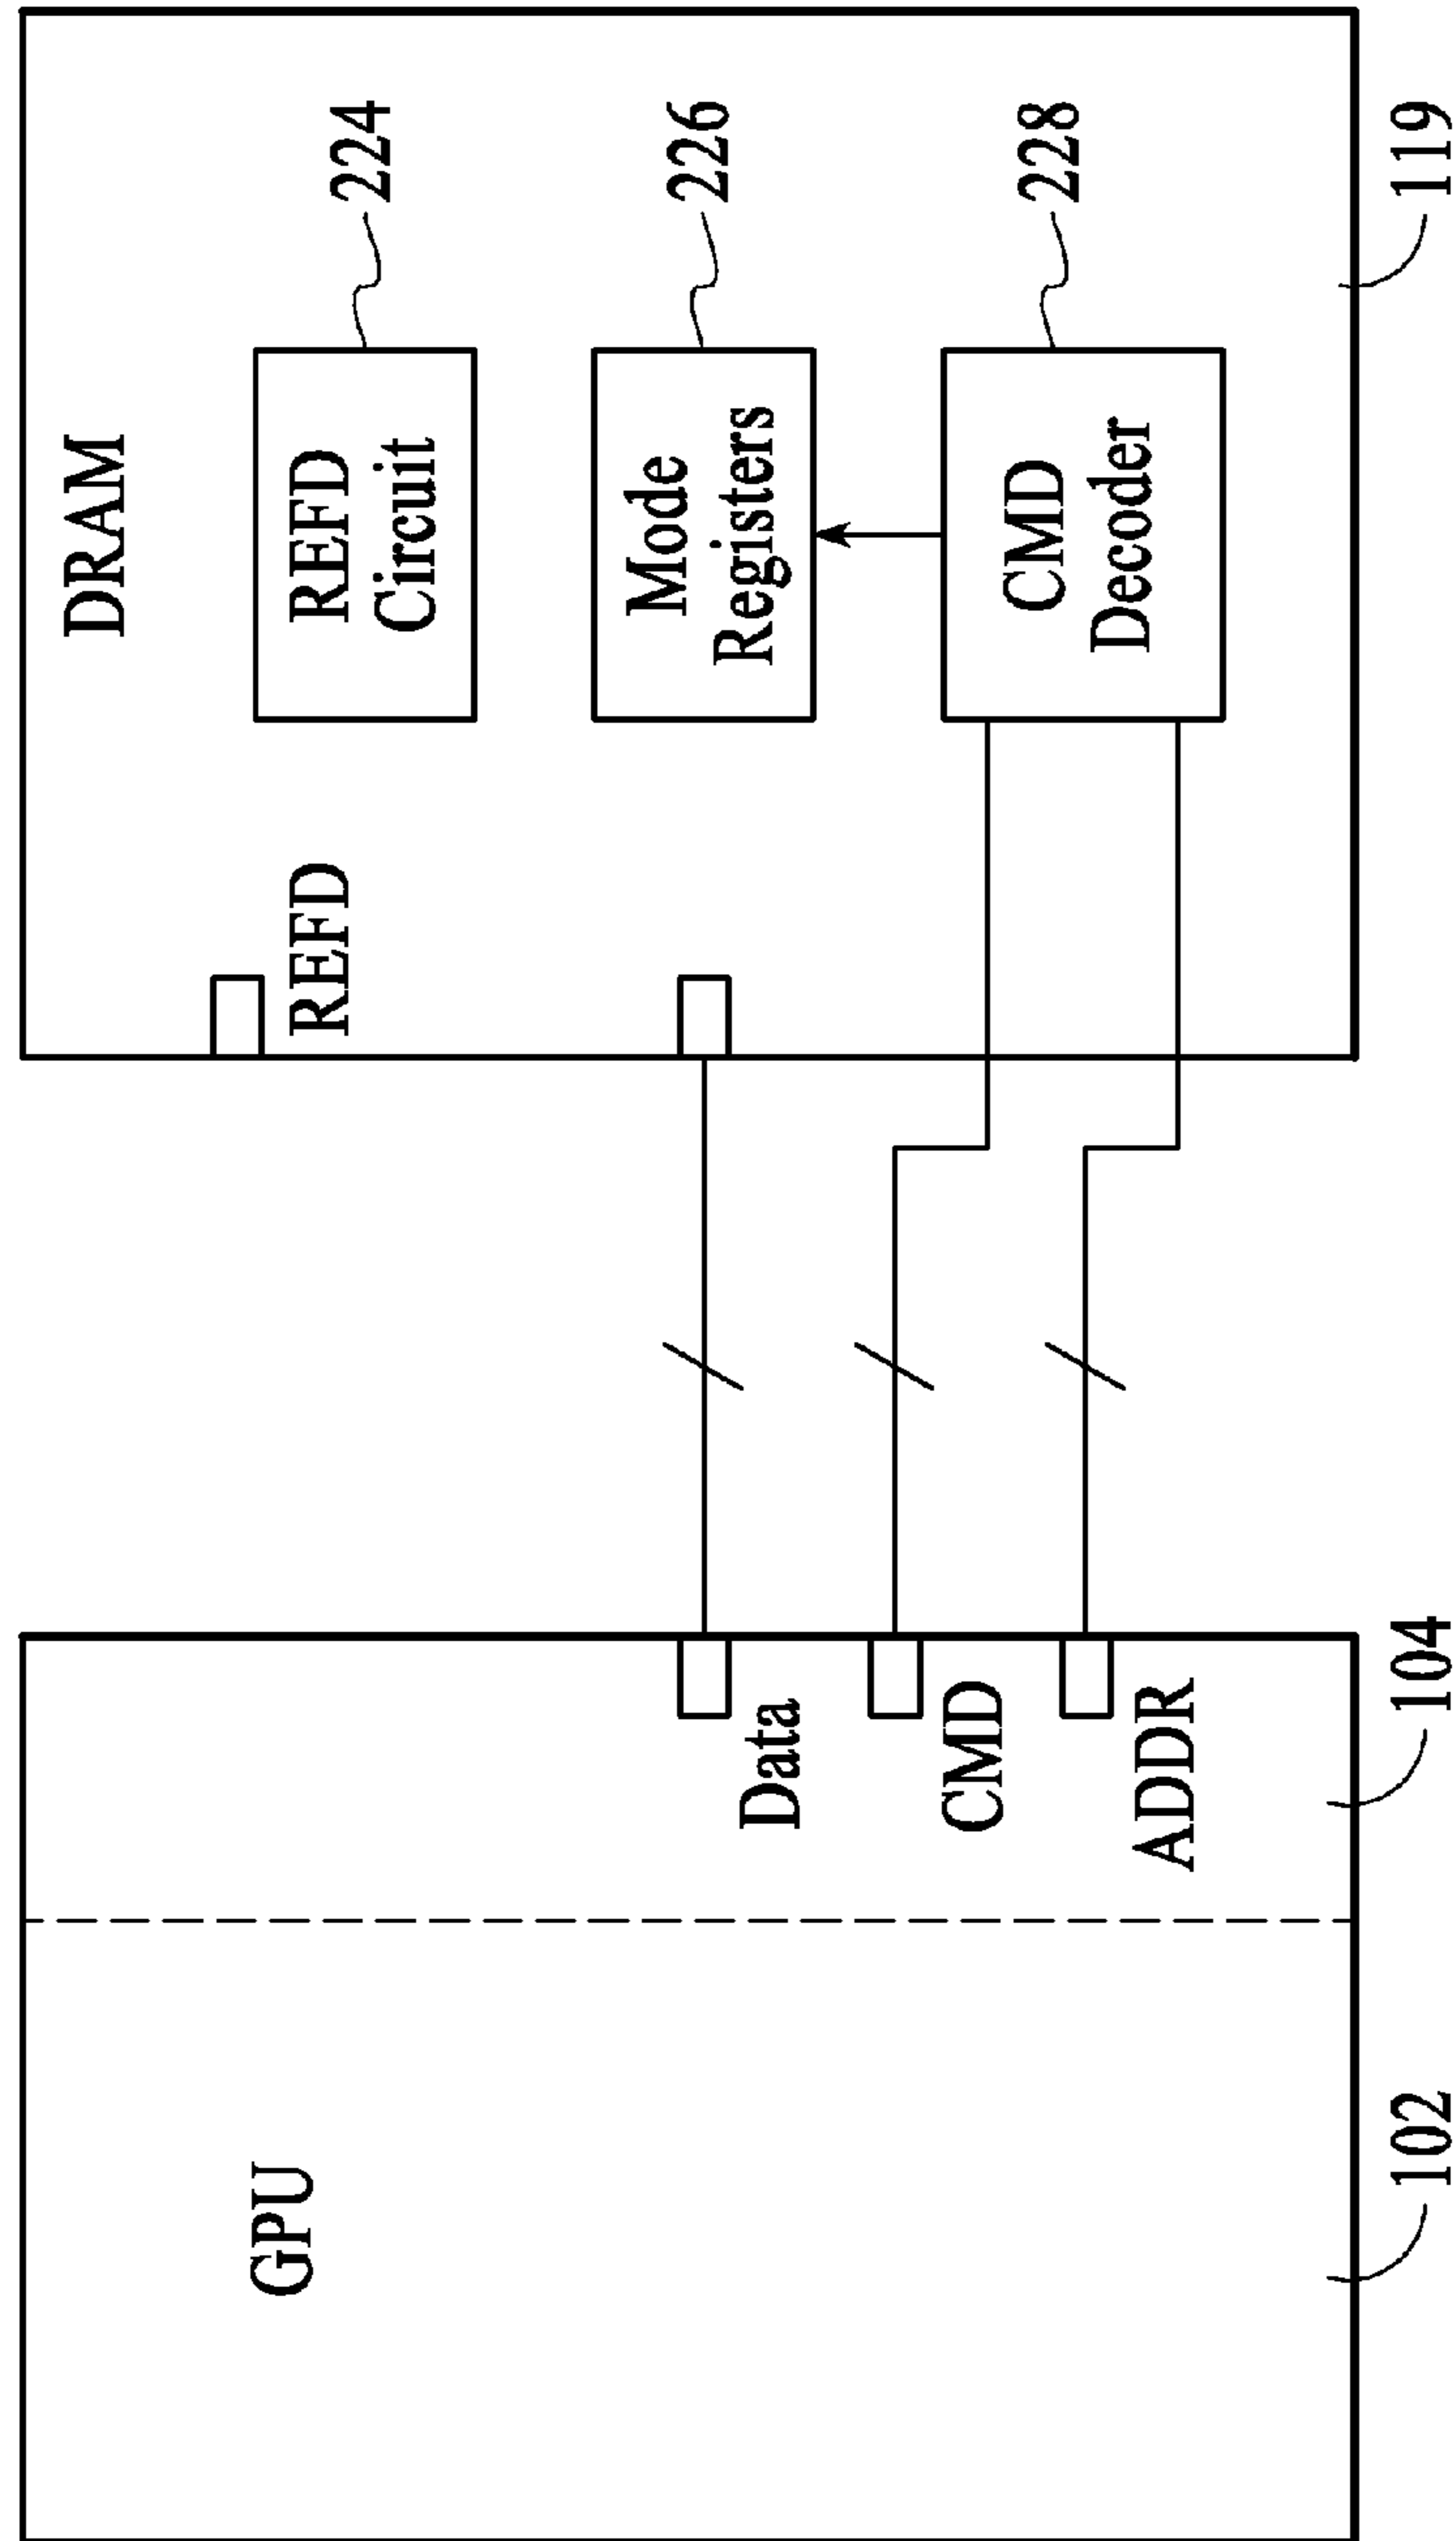 GPU
Data
CMD
ADDR
102
104
DRAM
REFD
REFD
Circuit
224
Mode
Registers
226
CMD
Decoder
228
119